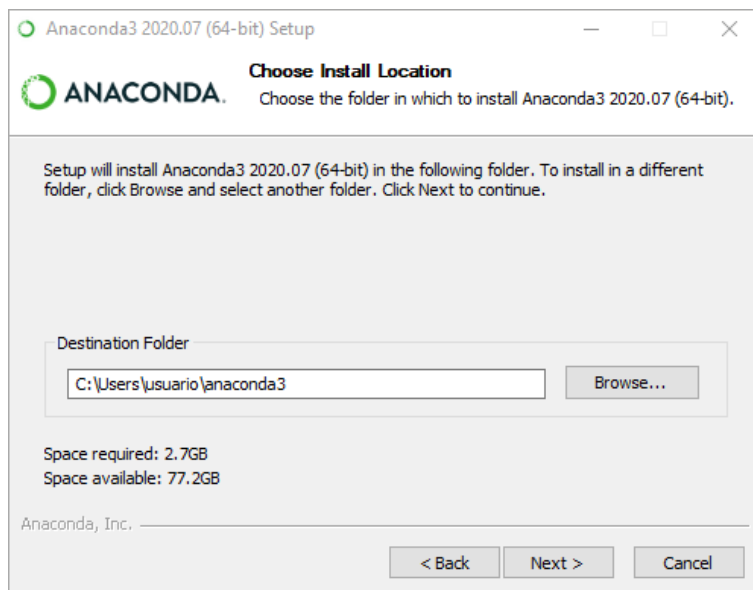 Anaconda3 2020.07 (64-bit) Setup
ANACONDA.
Choose Install Location
Choose the folder in which to install Anaconda3 2020.07 (64-bit).
Setup will install Anaconda3 2020.07 (64-bit) in the following folder. To install in a different
folder, click Browse and select another folder. Click Next to continue.
Destination Folder
C:\Users\usuario\anaconda3
Browse...
Space required: 2.7GB
Space available: 77.2GB
Anaconda, Inc.
< Back
Next >
Cancel